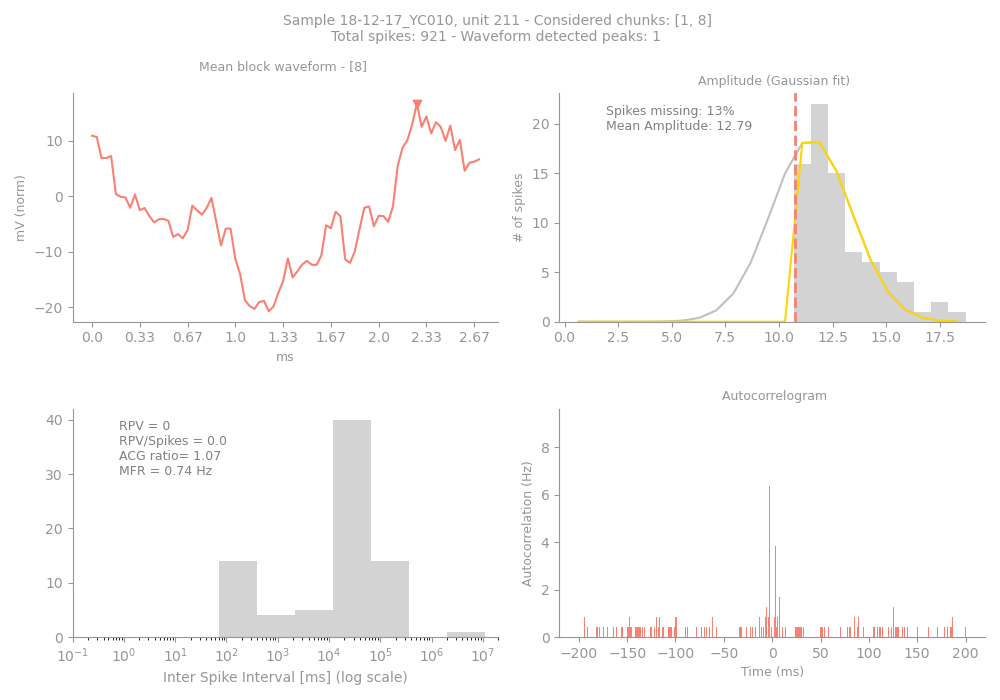 Sample 18-12-17_YC010, unit 211 - Considered chunks: [1, 8]
Total spikes: 921 - Waveform detected peaks: 1
Mean block waveform - [8]
mV (norm)
10
0
−10
−20
0.0 0.33 0.67 1.0 1.33 1.67 2.0 2.33 2.67
ms
Amplitude (Gaussian fit)
Spikes missing: 13%
Mean Amplitude: 12.79
# of spikes
20
15
10
5
0
0.0 2.5 5.0 7.5 10.0 12.5 15.0 17.5
RPV = 0
RPV/Spikes = 0.0
ACG ratio= 1.07
MFR = 0.74 Hz
40
30
20
10
0
10⁻¹ 10⁰ 10¹ 10² 10³ 10⁴ 10⁵ 10⁶ 10⁷
Inter Spike Interval [ms] (log scale)
Autocorrelogram
Autocorrelation (Hz)
8
6
4
2
0
−200 −150 −100 −50 0 50 100 150 200
Time (ms)